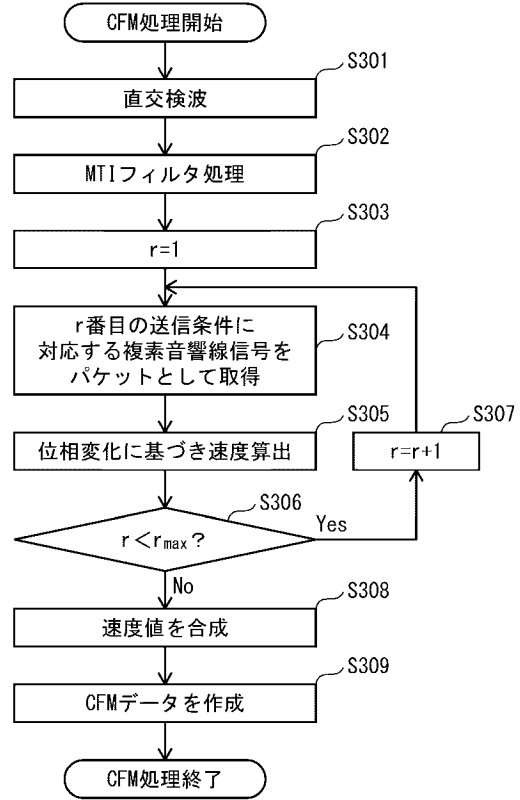 CFM処理開始
S301
直交検波
S302
MTIフィルタ処理
S303
r=1
S304
r番目の送信条件に
対応する複素音響線信号を
パケットとして取得
S305
位相変化に基づき速度算出
S307
r=r+1
S306
r<rmax?
Yes
No
S308
速度値を合成
S309
CFMデータを作成
CFM処理終了